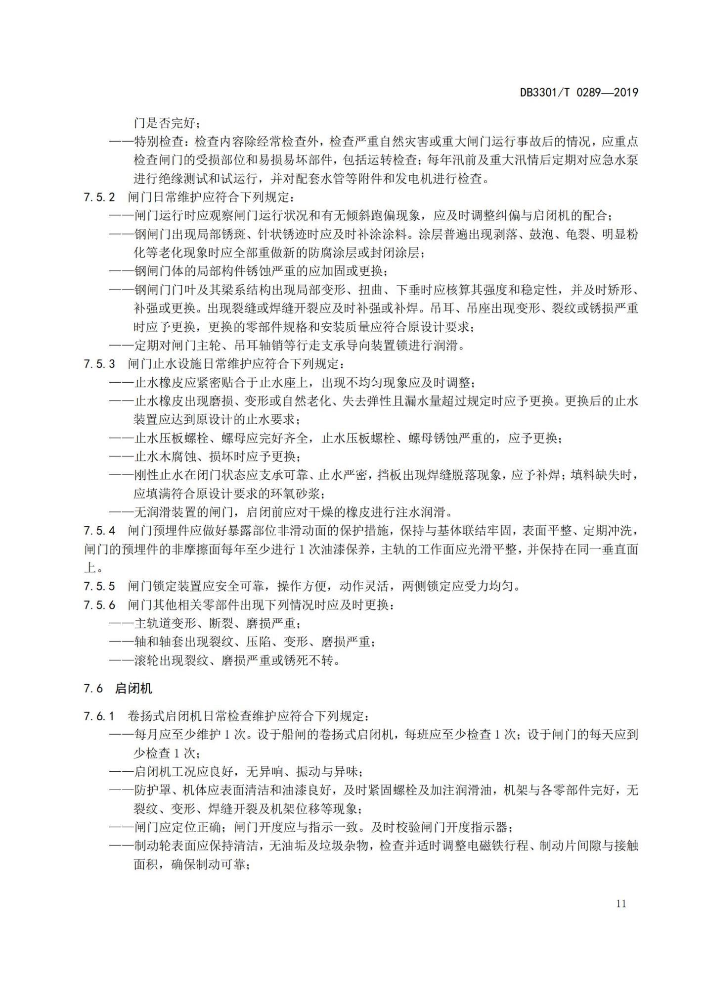 DB3301/T 0289—2019
门是否完好；
——特别检查：检查内容除经常检查外，检查严重自然灾害或重大闸门运行事故后的情况，应重点
检查闸门的受损部位和易损易坏部件，包括运转检查；每年汛前及重大汛情后定期对应急水泵
进行绝缘测试和试运行，并对配套水管等附件和发电机进行检查。
7.5.2 闸门日常维护应符合下列规定：
——闸门运行时应观察闸门运行状况和有无倾斜跑偏现象，应及时调整纠偏与启闭机的配合；
——钢闸门出现局部锈斑、针状锈迹时应及时补涂涂料。涂层普遍出现剥落、鼓泡、龟裂、明显粉
化等老化现象时应全部重做新的防腐涂层或封闭涂层；
——钢闸门体的局部构件锈蚀严重的应加固或更换；
——钢闸门门叶及其梁系结构出现局部变形、扭曲、下垂时应核算其强度和稳定性，并及时矫形、
补强或更换。出现裂缝或焊缝开裂应及时补强或补焊。吊耳、吊座出现变形、裂纹或锈损严重
时应予更换，更换的零部件规格和安装质量应符合原设计要求；
——定期对闸门主轮、吊耳轴销等行走支承导向装置锁进行润滑。
7.5.3 闸门止水设施日常维护应符合下列规定：
——止水橡皮应紧密贴合于止水座上，出现不均匀现象应及时调整；
——止水橡皮出现磨损、变形或自然老化、失去弹性且漏水量超过规定时应予更换。更换后的止水
装置应达到原设计的止水要求；
——止水压板螺栓、螺母应完好齐全，止水压板螺栓、螺母锈蚀严重的，应予更换；
——止水木腐蚀、损坏时应予更换；
——刚性止水在闭门状态应支承可靠、止水严密，挡板出现焊缝脱落现象，应予补焊；填料缺失时，
应填满符合原设计要求的环氧砂浆；
——无润滑装置的闸门，启闭前应对干燥的橡皮进行注水润滑。
7.5.4 闸门预埋件应做好暴露部位非滑动面的保护措施，保持与基体联结牢固，表面平整、定期冲洗，
闸门的预埋件的非摩擦面每年至少进行 1 次油漆保养，主轨的工作面应光滑平整，并保持在同一垂直面
上。
7.5.5 闸门锁定装置应安全可靠，操作方便，动作灵活，两侧锁定应受力均匀。
7.5.6 闸门其他相关零部件出现下列情况时应及时更换：
——主轨道变形、断裂、磨损严重；
——轴和轴套出现裂纹、压陷、变形、磨损严重；
——滚轮出现裂纹、磨损严重或锈死不转。
7.6 启闭机
7.6.1 卷扬式启闭机日常检查维护应符合下列规定：
——每月应至少维护 1 次。设于船闸的卷扬式启闭机，每班应至少检查 1 次；设于闸门的每天应到
少检查 1 次；
——启闭机工况应良好，无异响、振动与异味；
——防护罩、机体应表面清洁和油漆良好，及时紧固螺栓及加注润滑油，机架与各零部件完好，无
裂纹、变形、焊缝开裂及机架位移等现象；
——闸门应定位正确；闸门开度应与指示一致。及时校验闸门开度指示器；
——制动轮表面应保持清洁，无油垢及垃圾杂物，检查并适时调整电磁铁行程、制动片间隙与接触
面积，确保制动可靠；
11